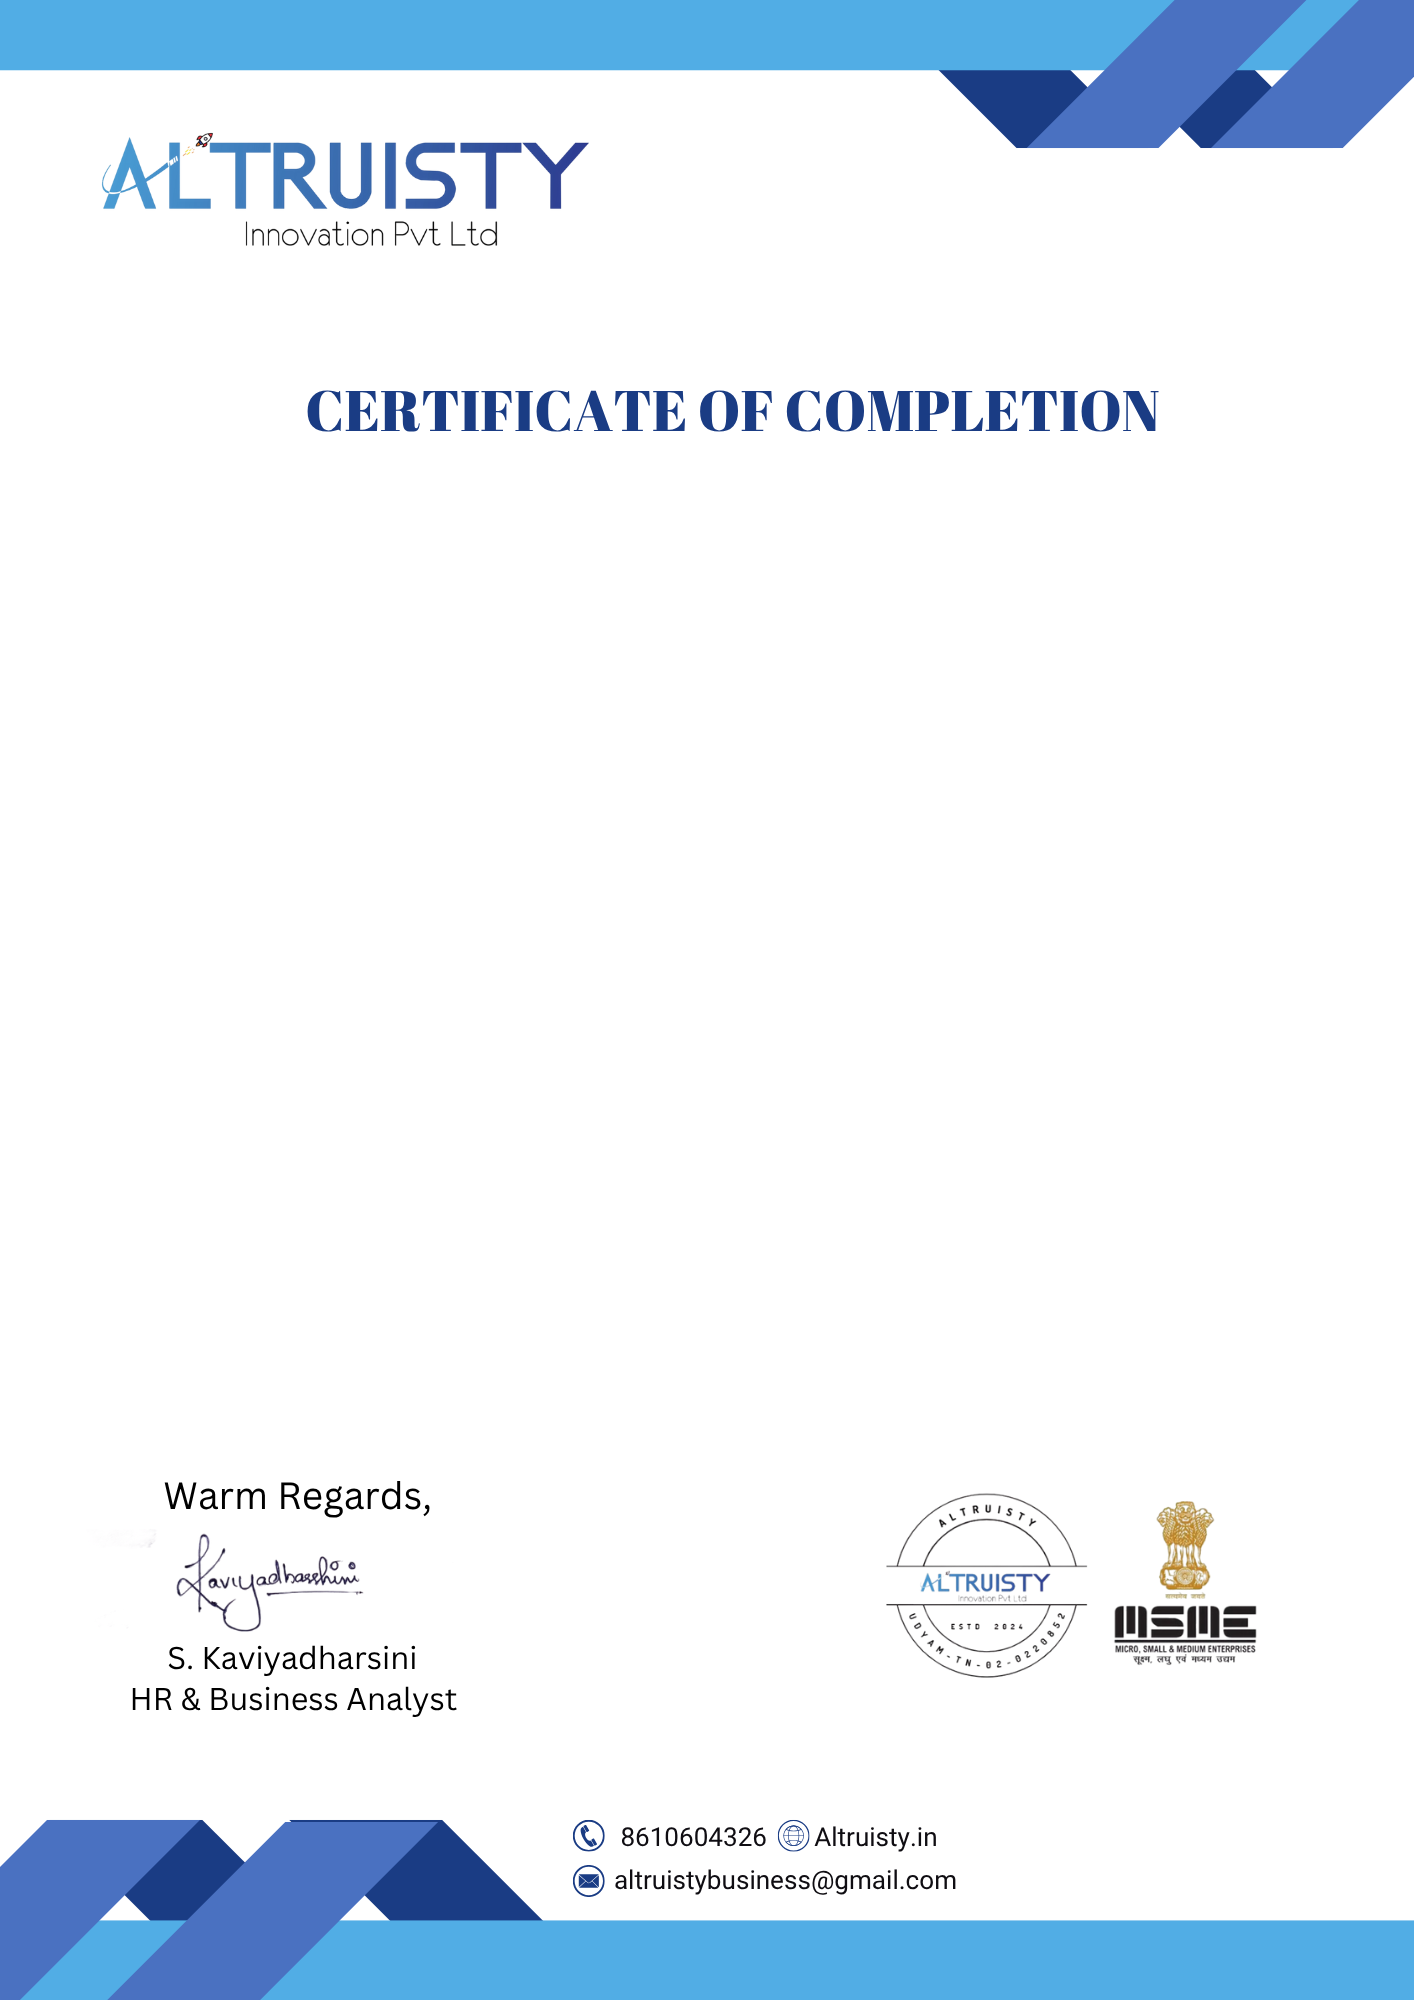 ALTRUISTY
Innovation Pvt Ltd
CERTIFICATE OF COMPLETION
Warm Regards,
Kaviyadharshini
S. Kaviyadharsini
HR & Business Analyst
ALTRUISTY
ALTRUISTY
Innovation Pvt Ltd
ESTD 2024
UDYAM-TN-02-0220852
सत्यमेव जयते
MSME
MICRO, SMALL & MEDIUM ENTERPRISES
सूक्ष्म, लघु एवं मध्यम उद्यम
8610604326 Altruisty.in
altruistybusiness@gmail.com